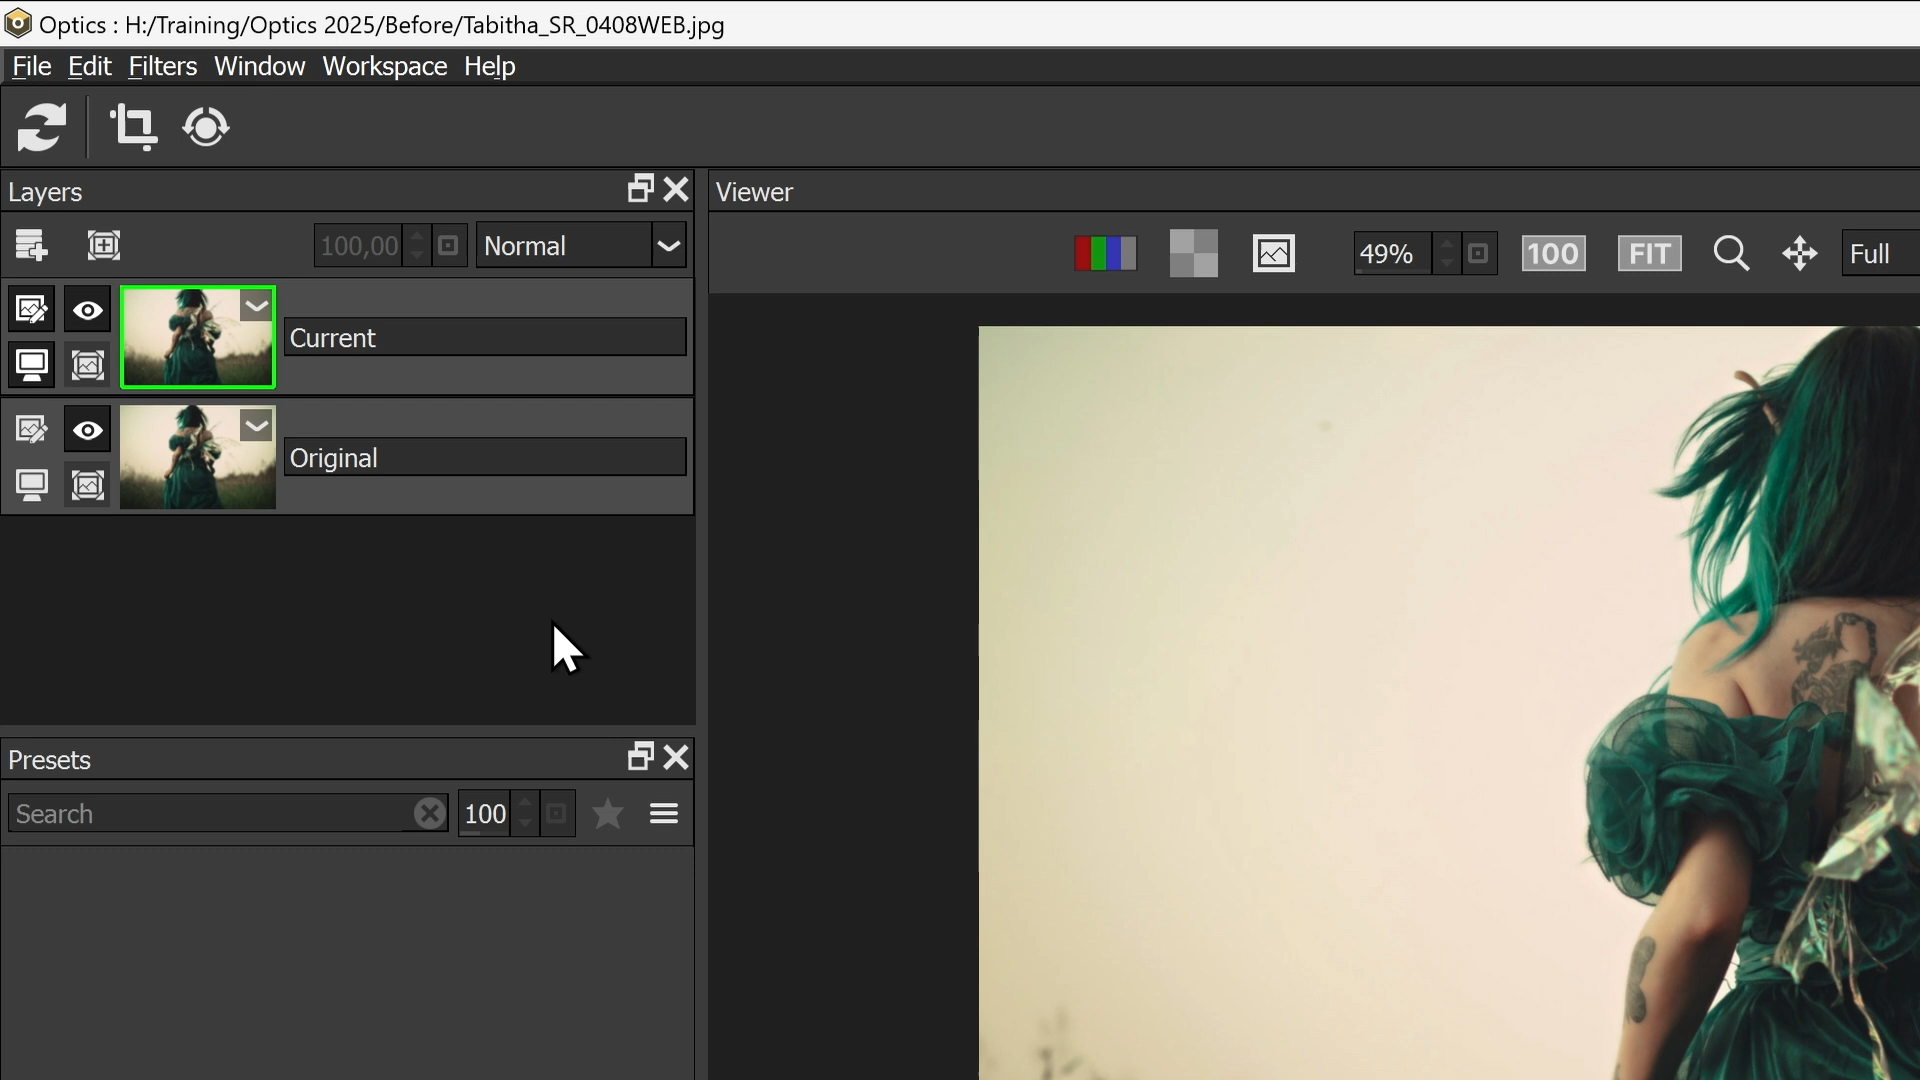 Optics : H:/Training/Optics 2025/Before/Tabitha_SR_0408WEB.jpg
File Edit Filters Window Workspace Help
Layers
Viewer
100,00
Normal
49%
100
FIT
Full
Current
Original
Presets
Search
100